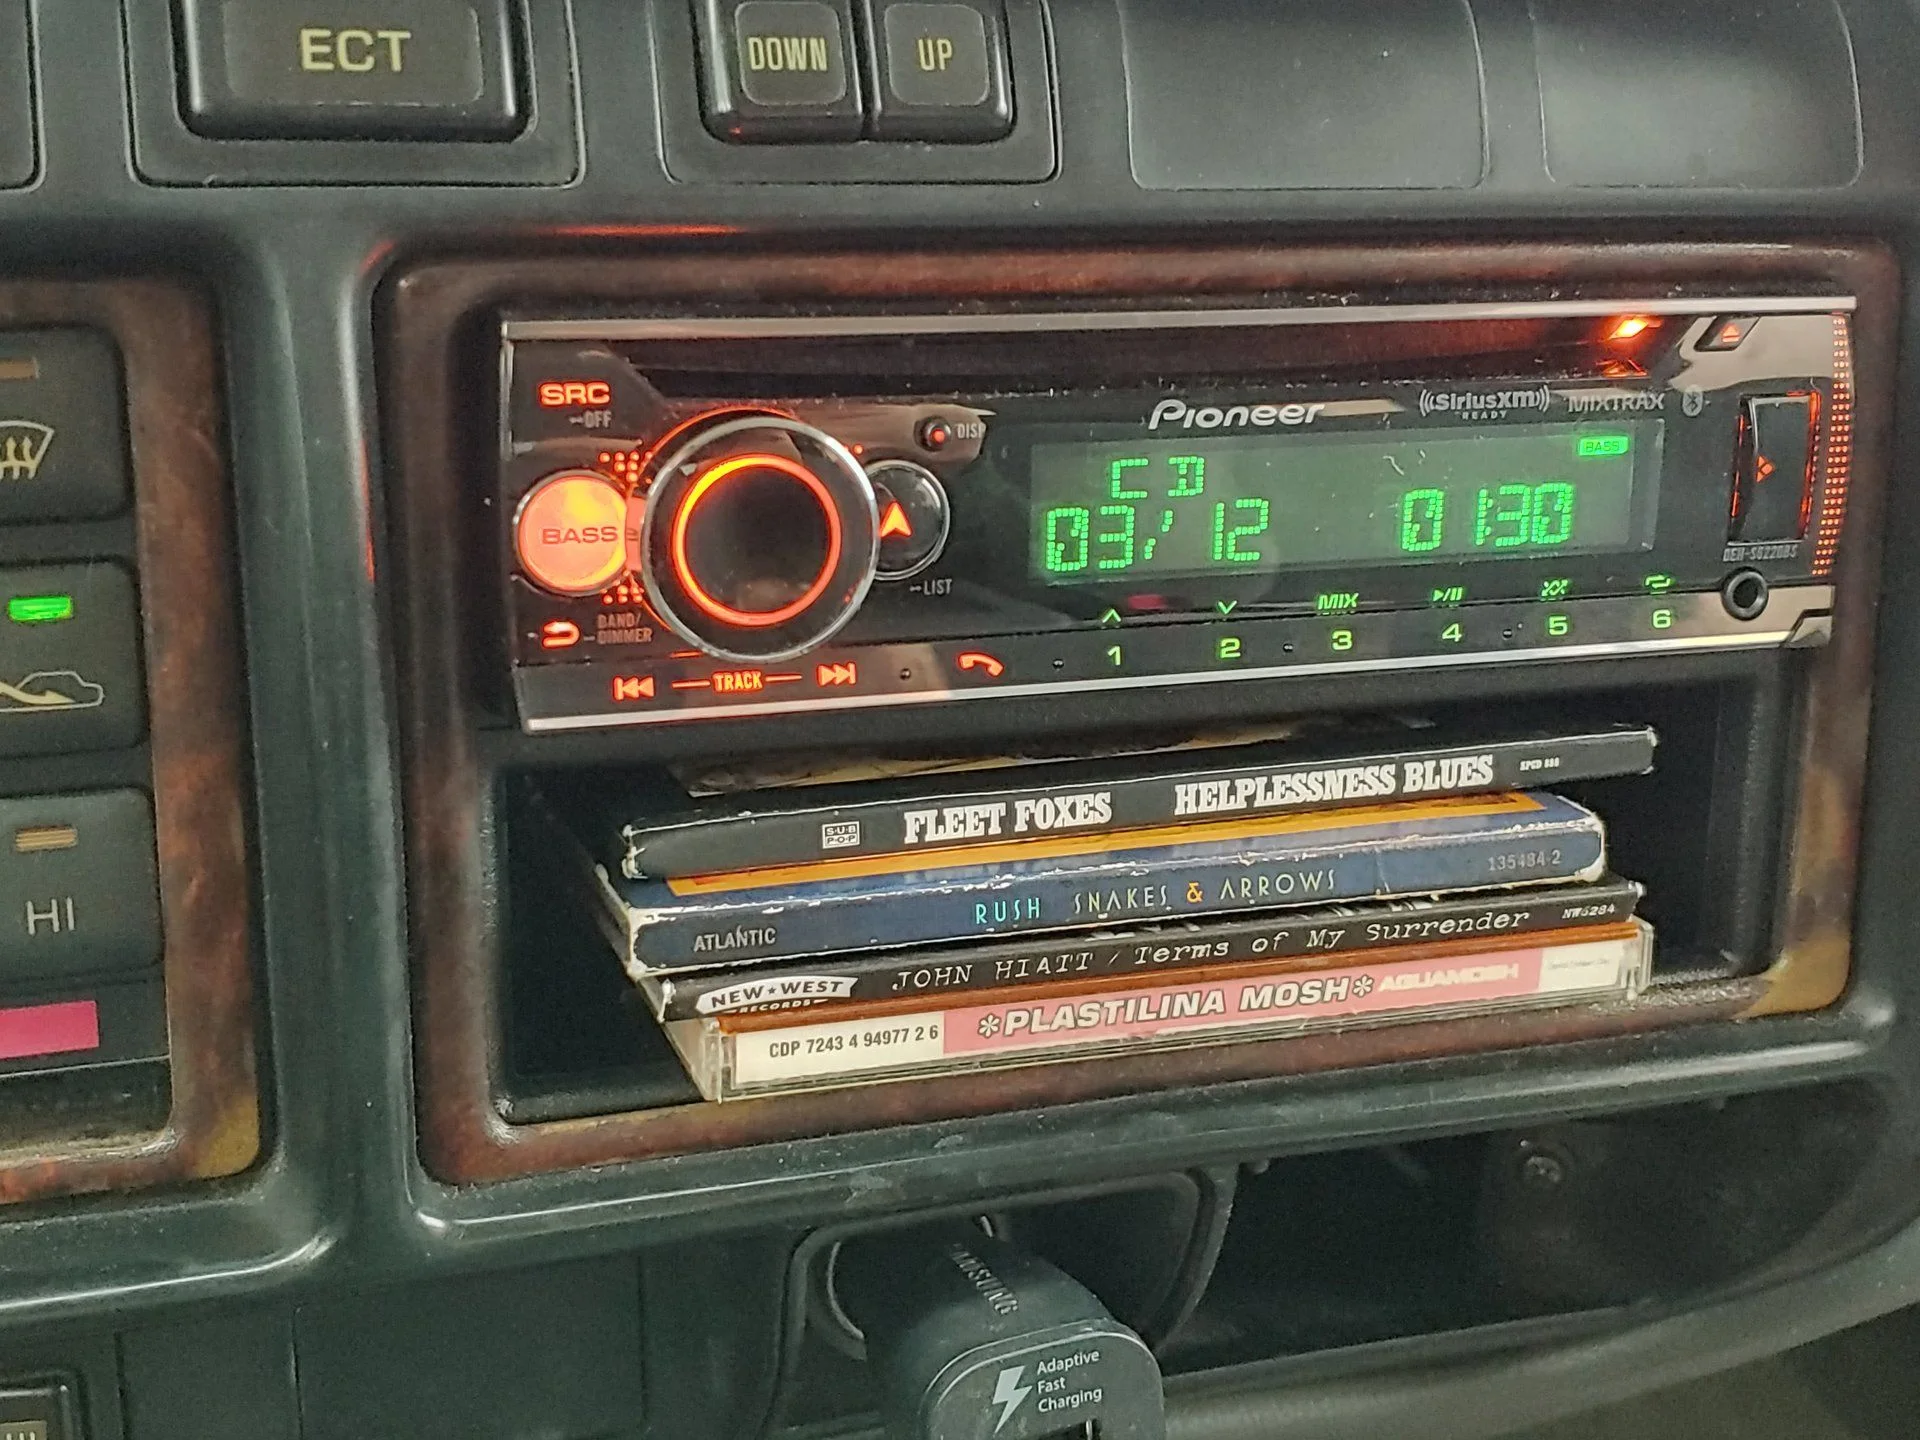 ECT
DOWN
UP
SRC
OFF
DISP
Pioneer
SiriusXM
READY
MIXTRAX
BASS
CD
03/12 01:30
BASS
LIST
BAND/
DIMMER
TRACK
MIX
1 2 3 4 5 6
DEH-S6220BS
HI
SUB
POP
FLEET FOXES HELPLESSNESS BLUES
ATLANTIC RUSH SNAKES & ARROWS 135484-2
NEW★WEST
RECORDS
JOHN HIATT / Terms of My Surrender NW6284
CDP 7243 4 94977 2 6 *PLASTILINA MOSH* AQUAMOSH
SAMSUNG
Adaptive
Fast
Charging